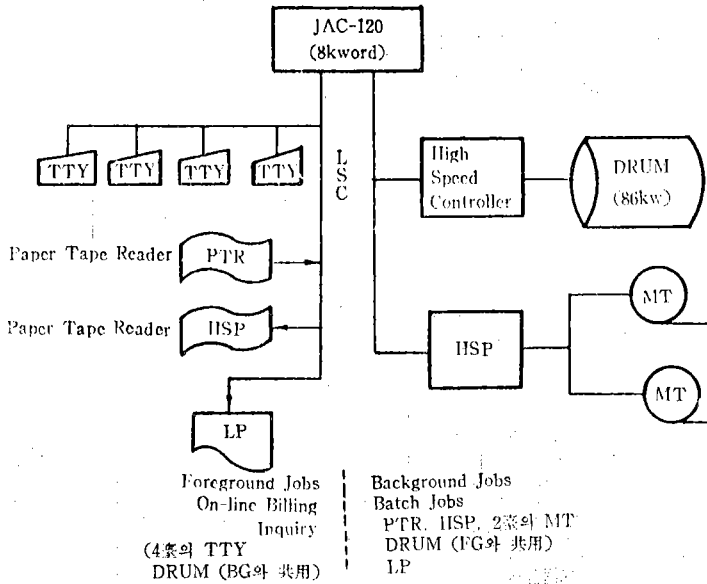 JAC-120
(8kword)
TTY TTY TTY TTY
LSC
High
Speed
Controller
DRUM
(86kw)
Paper Tape Reader
PTR
Paper Tape Reader
HSP
HSP
MT
MT
LP
Foreground Jobs
On-line Billing
Inquiry
(4臺의 TTY
DRUM (BG와 共用)
Background Jobs
Batch Jobs
PTR, HSP, 2臺의 MT
DRUM (FG와 共用)
LP